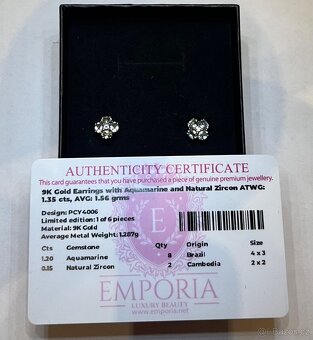 AUTHENTICITY CERTIFICATE
This card entitles you that you have purchased a piece of genuine premium jewellery.
9K Gold Earrings with Aquamarine and Natural Zircon ATWG: 
1.35 cts, AVG: 1.56 grms
Design: PCY4006
Limited edition: 1 of 6 pieces
Material: 9K Gold
Average Metal Weight: 1.287g
Cts Gemstone Qty Origin Size
1.20 Aquamarine 8 Brazil 4 x 3
0.15 Natural Zircon 2 Cambodia 2 x 2
E
EMPORIA
LUXURY BEAUTY
www.emporia.net